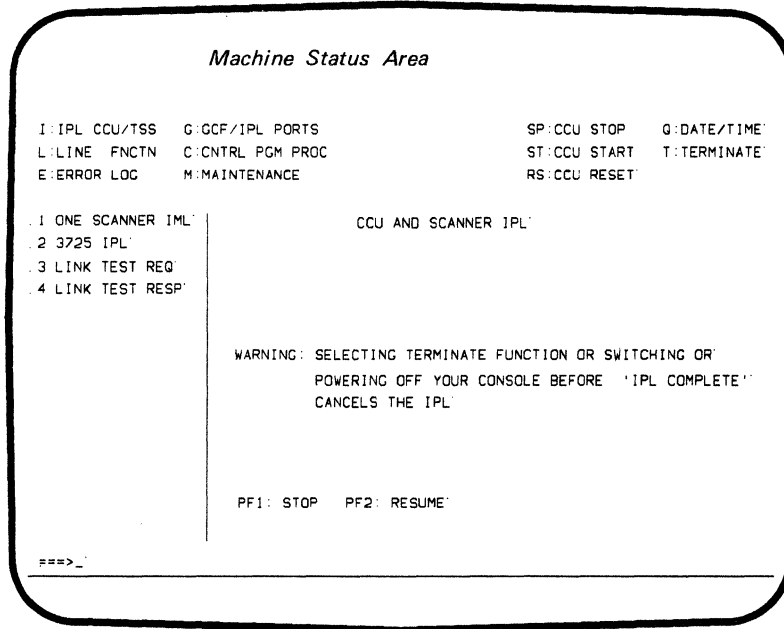 Machine Status Area
I:IPL CCU/TSS G:GCF/IPL PORTS SP:CCU STOP Q:DATE/TIME
L:LINE FNCTN C:CNTRL PGM PROC ST:CCU START T:TERMINATE
E:ERROR LOG M:MAINTENANCE RS:CCU RESET
1 ONE SCANNER IML CCU AND SCANNER IPL
2 3725 IPL
3 LINK TEST REQ
4 LINK TEST RESP
WARNING: SELECTING TERMINATE FUNCTION OR SWITCHING OR
POWERING OFF YOUR CONSOLE BEFORE 'IPL COMPLETE'
CANCELS THE IPL
PF1: STOP PF2: RESUME
===>_